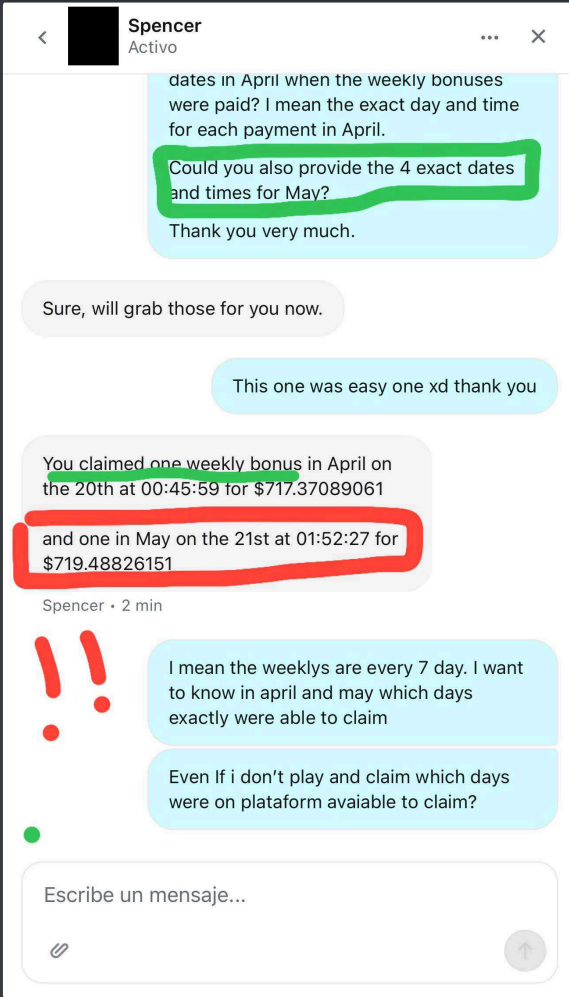 Spencer
Activo
dates in April when the weekly bonuses
were paid? I mean the exact day and time
for each payment in April.
Could you also provide the 4 exact dates
and times for May?
Thank you very much.
Sure, will grab those for you now.
This one was easy one xd thank you
You claimed one weekly bonus in April on
the 20th at 00:45:59 for $717.37089061
and one in May on the 21st at 01:52:27 for
$719.48826151
Spencer • 2 min
!!
I mean the weeklys are every 7 day. I want
to know in april and may which days
exactly were able to claim
Even If i don't play and claim which days
were on plataform avaiable to claim?
Escribe un mensaje...